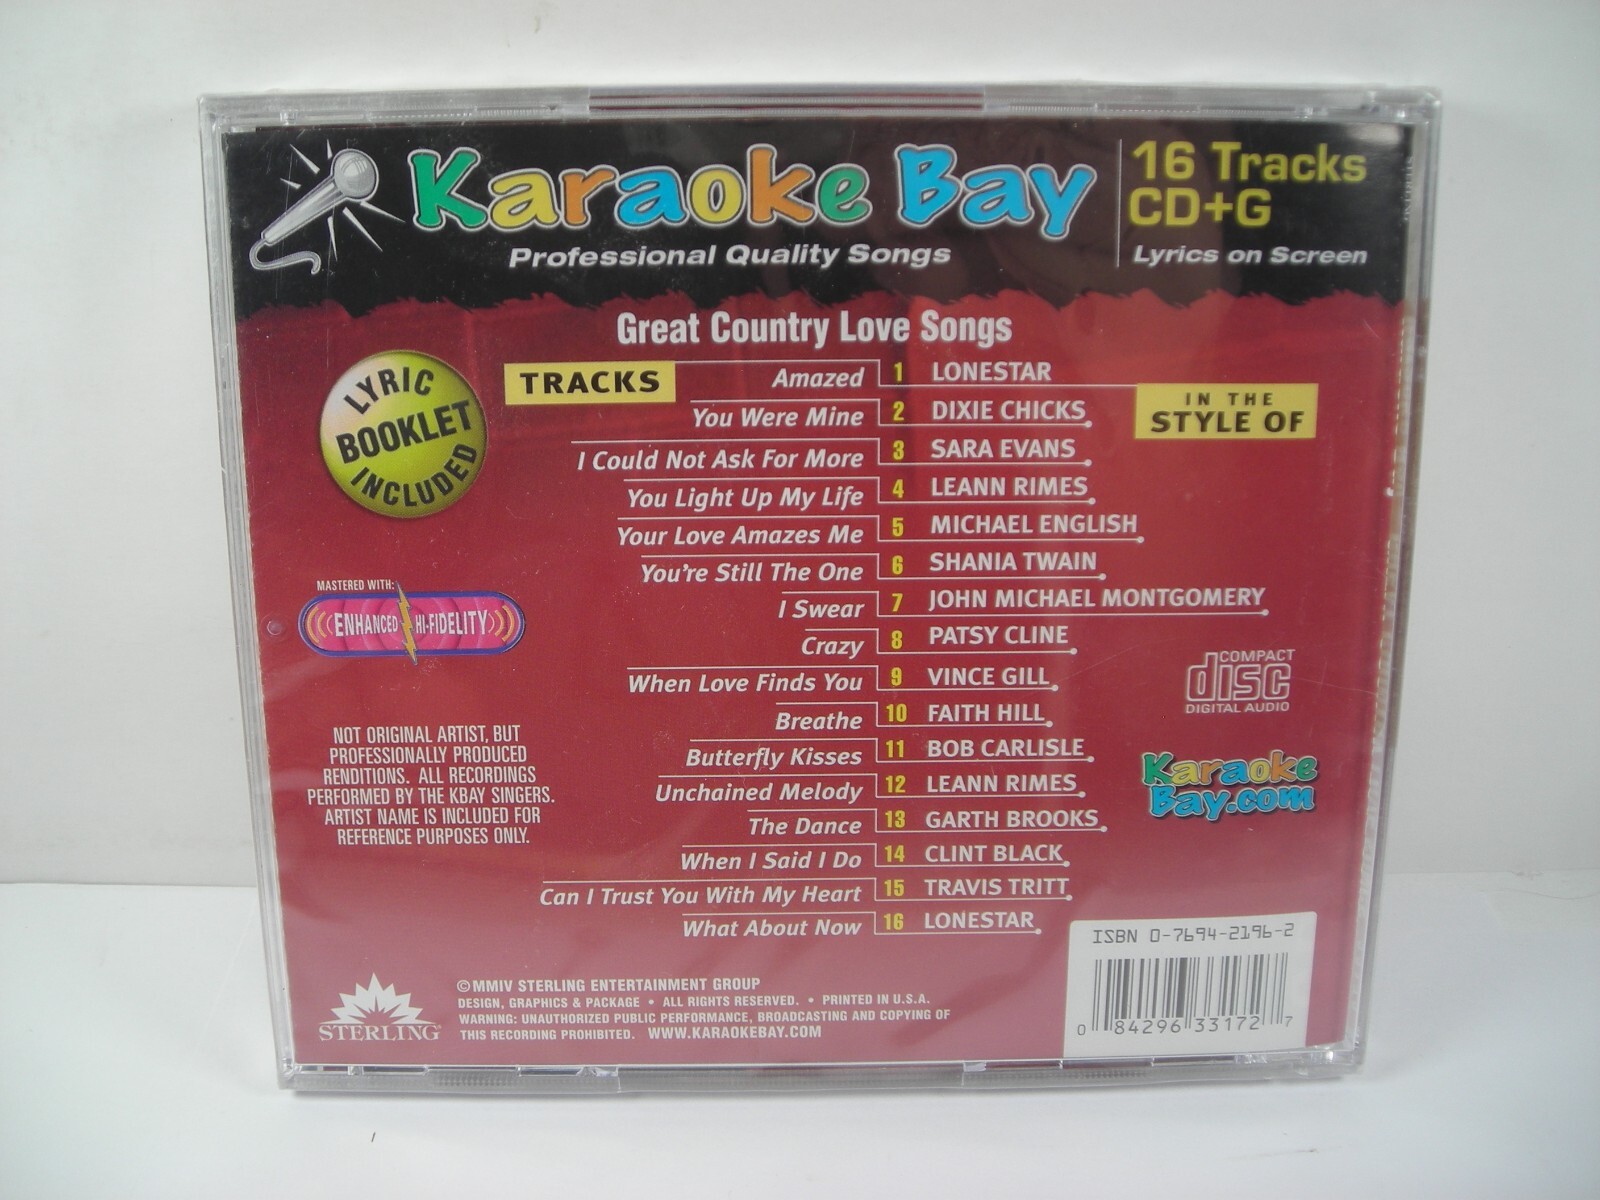 Karaoke Bay
Professional Quality Songs
16 Tracks
CD+G
Lyrics on Screen
Great Country Love Songs
LYRIC
BOOKLET
INCLUDED
TRACKS
IN THE
STYLE OF
Amazed 1 LONESTAR
You Were Mine 2 DIXIE CHICKS
I Could Not Ask For More 3 SARA EVANS
You Light Up My Life 4 LEANN RIMES
Your Love Amazes Me 5 MICHAEL ENGLISH
You're Still The One 6 SHANIA TWAIN
I Swear 7 JOHN MICHAEL MONTGOMERY
Crazy 8 PATSY CLINE
When Love Finds You 9 VINCE GILL
Breathe 10 FAITH HILL
Butterfly Kisses 11 BOB CARLISLE
Unchained Melody 12 LEANN RIMES
The Dance 13 GARTH BROOKS
When I Said I Do 14 CLINT BLACK
Can I Trust You With My Heart 15 TRAVIS TRITT
What About Now 16 LONESTAR
MASTERED WITH:
ENHANCED HI-FIDELITY
NOT ORIGINAL ARTIST, BUT
PROFESSIONALLY PRODUCED
RENDITIONS. ALL RECORDINGS
PERFORMED BY THE KBAY SINGERS.
ARTIST NAME IS INCLUDED FOR
REFERENCE PURPOSES ONLY.
COMPACT
disc
DIGITAL AUDIO
Karaoke
Bay.com
STERLING
©MMIV STERLING ENTERTAINMENT GROUP
DESIGN, GRAPHICS & PACKAGE • ALL RIGHTS RESERVED. • PRINTED IN U.S.A.
WARNING: UNAUTHORIZED PUBLIC PERFORMANCE, BROADCASTING AND COPYING OF
THIS RECORDING PROHIBITED. WWW.KARAOKEBAY.COM
ISBN 0-7694-2196-2
0 84296 33172 7